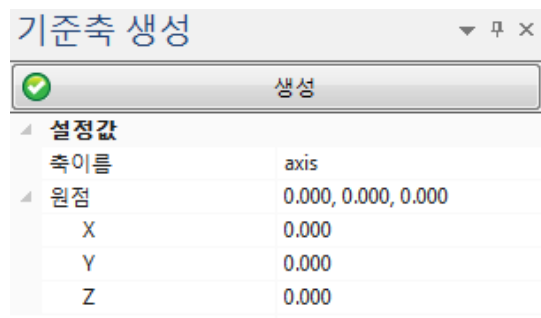 기준축 생성
생성
설정값
축이름 axis
원점 0.000, 0.000, 0.000
X 0.000
Y 0.000
Z 0.000